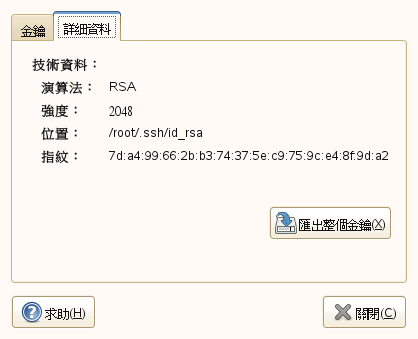 金鑰 詳細資料
技術資料：
演算法： RSA
強度： 2048
位置： /root/.ssh/id_rsa
指紋： 7d:a4:99:66:2b:b3:74:37:5e:c9:75:9c:e4:8f:9d:a2
匯出整個金鑰(X)
求助(H) 關閉(C)